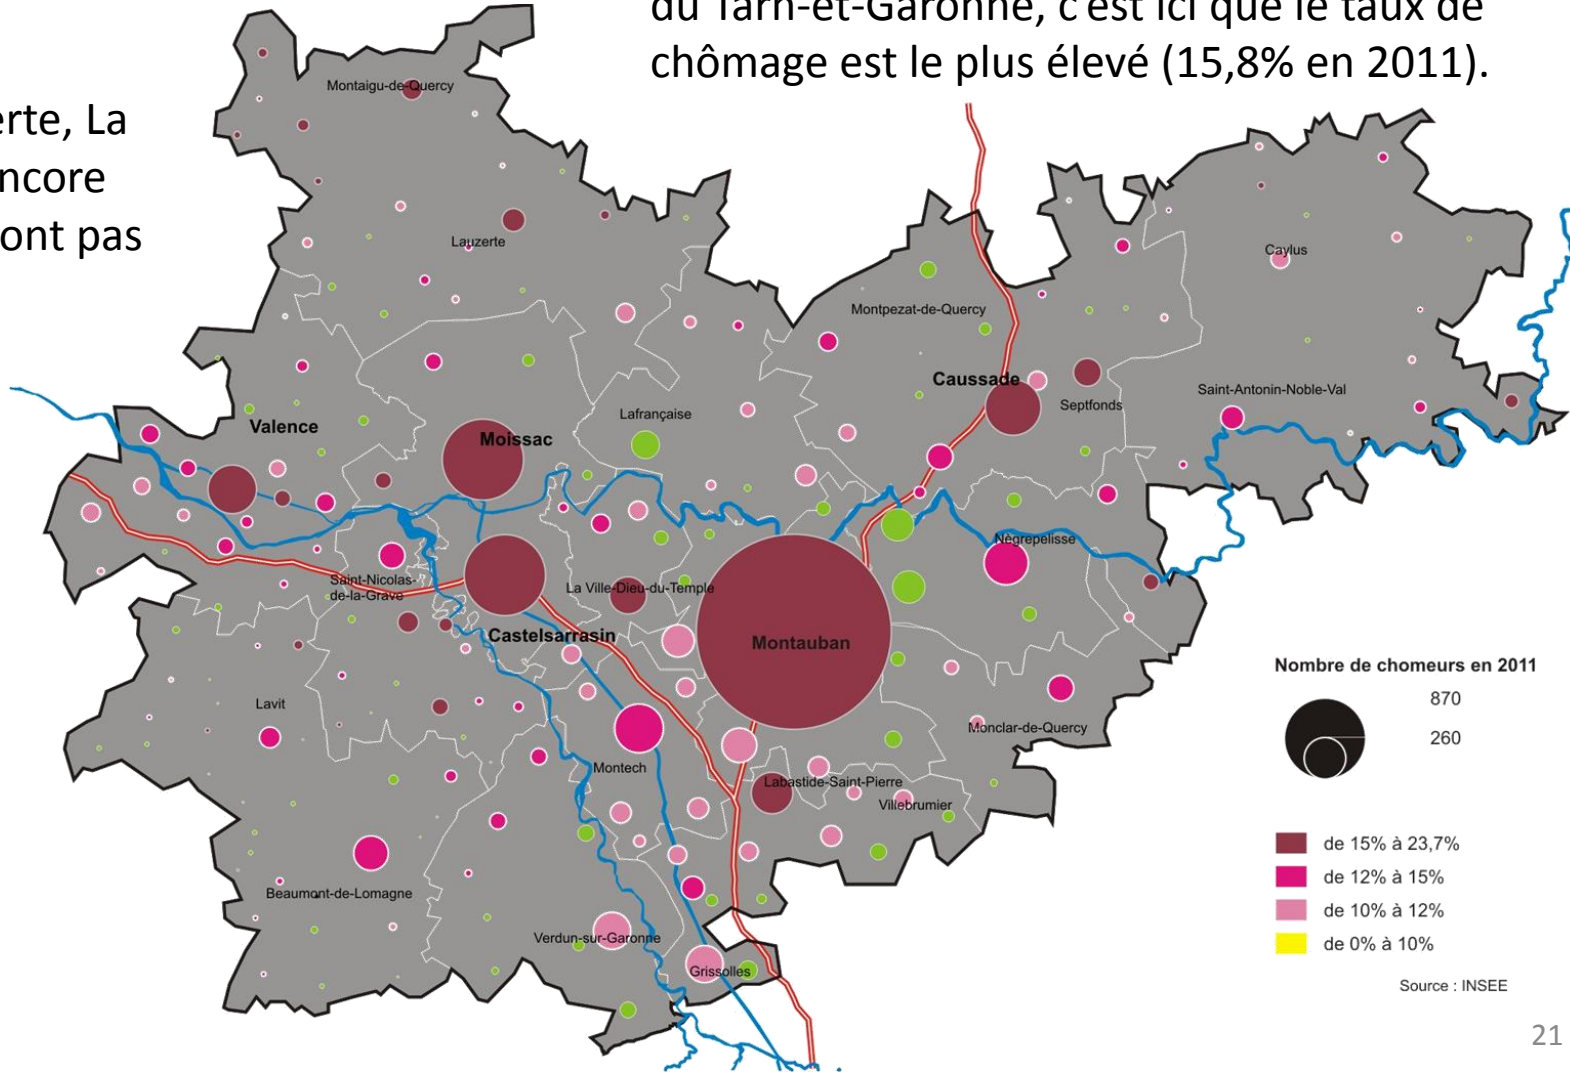 du Tarn-et-Garonne, c'est ici que le taux de
chômage est le plus élevé (15,8% en 2011).
erte, La
ncore
ont pas
Montaigu-de-Quercy
Lauzerte
Caylus
Montpezat-de-Quercy
Caussade
Septfonds
Saint-Antonin-Noble-Val
Lafrançaise
Valence
Moissac
Nègrepelisse
Saint-Nicolas-
de-la-Grave
La Ville-Dieu-du-Temple
Castelsarrasin
Montauban
Lavit
Monclar-de-Quercy
Montech
Labastide-Saint-Pierre
Villebrumier
Beaumont-de-Lomagne
Verdun-sur-Garonne
Grissolles
Nombre de chomeurs en 2011
870
260
de 15% à 23,7%
de 12% à 15%
de 10% à 12%
de 0% à 10%
Source : INSEE
21